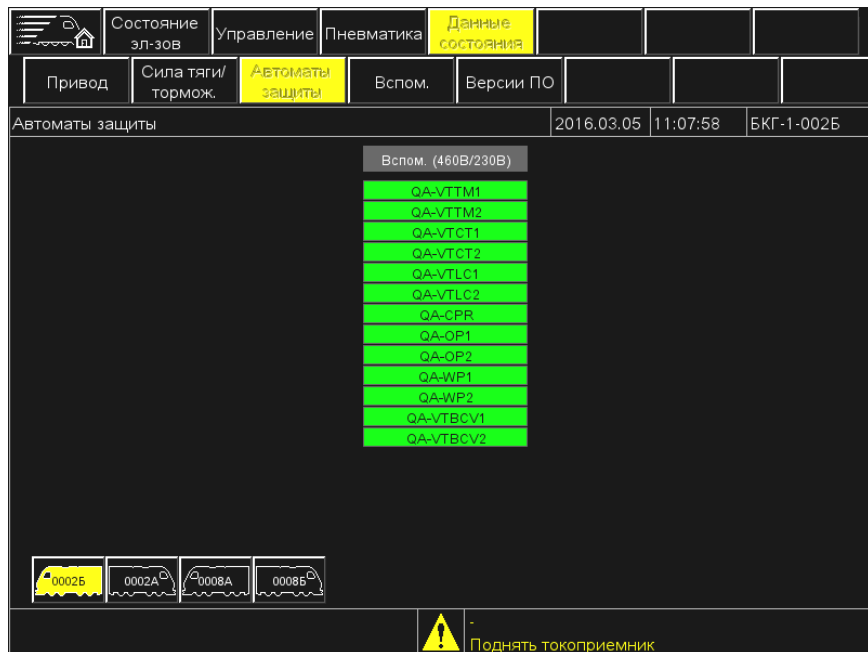 Состояние
эл-зов
Управление
Пневматика
Данные
состояния
Привод
Сила тяги/
тормож.
Автоматы
защиты
Вспом.
Версии ПО
Автоматы защиты
2016.03.05
11:07:58
БКГ-1-002Б
Вспом. (460В/230В)
QA-VTTM1
QA-VTTM2
QA-VTCT1
QA-VTCT2
QA-VTLC1
QA-VTLC2
QA-CPR
QA-OP1
QA-OP2
QA-WP1
QA-WP2
QA-VTBCV1
QA-VTBCV2
0002Б
0002А
0008А
0008Б
-
Поднять токоприемник